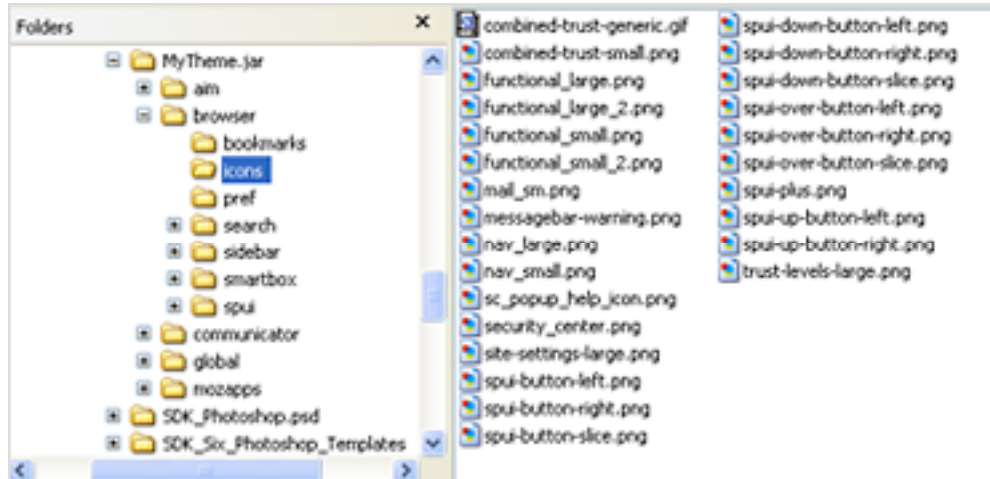 Folders
MyTheme.jar
aim
browser
bookmarks
icons
pref
search
sidebar
smartbox
spui
communicator
global
mozapps
SDK_Photoshop.psd
SDK_Six_Photoshop_Templates
combined-trust-generic.gif
combined-trust-small.png
functional_large.png
functional_large_2.png
functional_small.png
functional_small_2.png
mail_sm.png
messagebar-warning.png
nav_large.png
nav_small.png
sc_popup_help_icon.png
security_center.png
site-settings-large.png
spui-button-left.png
spui-button-right.png
spui-button-slice.png
spui-down-button-left.png
spui-down-button-right.png
spui-down-button-slice.png
spui-over-button-left.png
spui-over-button-right.png
spui-over-button-slice.png
spui-plus.png
spui-up-button-left.png
spui-up-button-right.png
trust-levels-large.png